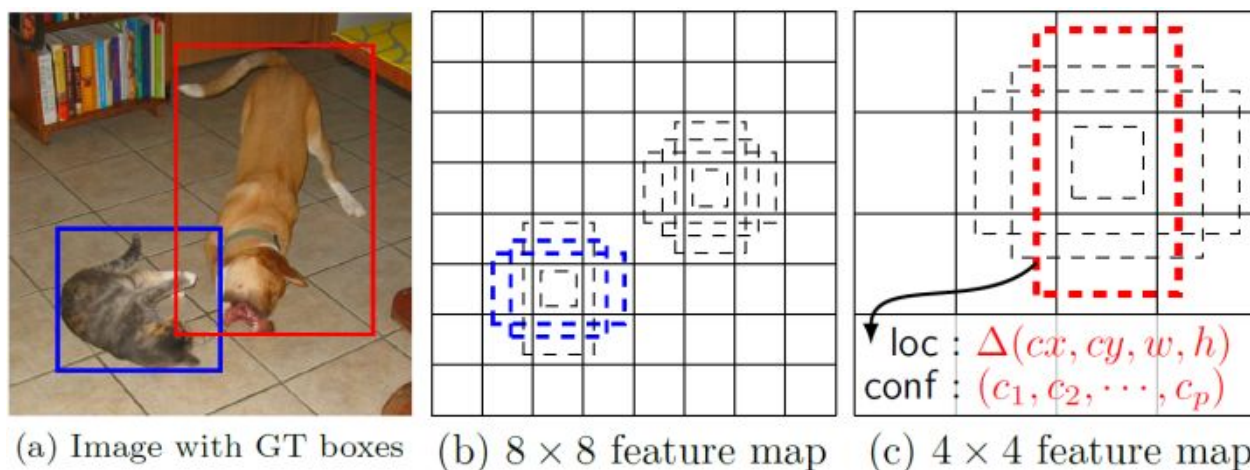 loc : Δ(cx, cy, w, h)
conf : (c₁, c₂, ⋯, cₚ)
(a) Image with GT boxes
(b) 8 × 8 feature map
(c) 4 × 4 feature map